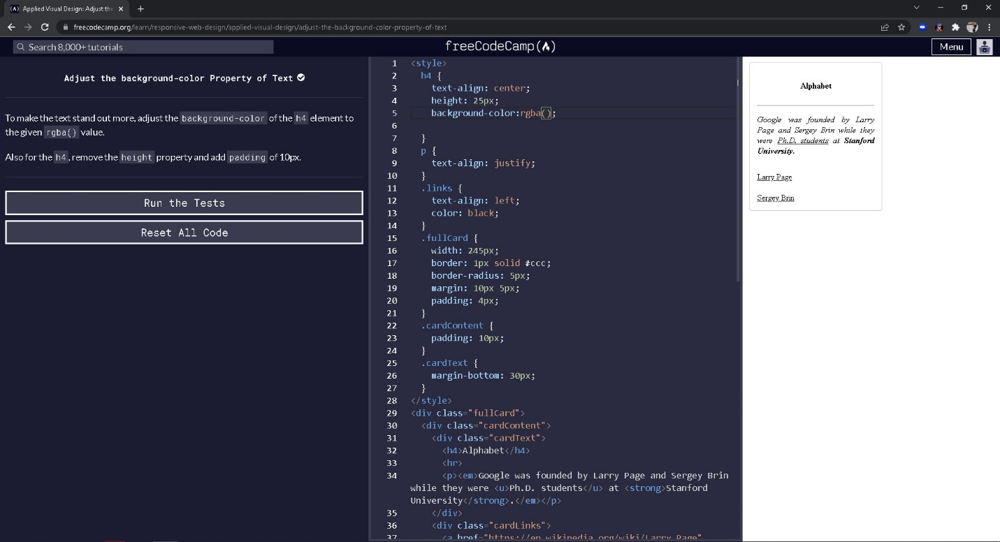 Applied Visual Design: Adjust the
freecodecamp.org/learn/responsive-web-design/applied-visual-design/adjust-the-background-color-property-of-text
Search 8,000+ tutorials
freeCodeCamp(🔥)
Menu
Adjust the background-color Property of Text
To make the text stand out more, adjust the background-color of the h4 element to
the given rgba() value.
Also for the h4, remove the height property and add padding of 10px.
Run the Tests
Reset All Code
1 <style>
2 h4 {
3 text-align: center;
4 height: 25px;
5 background-color:rgba();
6
7 }
8 p {
9 text-align: justify;
10 }
11 .links {
12 text-align: left;
13 color: black;
14 }
15 .fullCard {
16 width: 245px;
17 border: 1px solid #ccc;
18 border-radius: 5px;
19 margin: 10px 5px;
20 padding: 4px;
21 }
22 .cardContent {
23 padding: 10px;
24 }
25 .cardText {
26 margin-bottom: 30px;
27 }
28 </style>
29 <div class="fullCard">
30 <div class="cardContent">
31 <div class="cardText">
32 <h4>Alphabet</h4>
33 <hr>
34 <p><em>Google was founded by Larry Page and Sergey Brin
while they were <u>Ph.D. students</u> at <strong>Stanford
University</strong>.</em></p>
35 </div>
36 <div class="cardLinks">
37 <a href="https://en.wikipedia.org/wiki/Larry_Page"
Alphabet
Google was founded by Larry
Page and Sergey Brin while they
were Ph.D. students at Stanford
University.
Larry Page
Sergey Brin